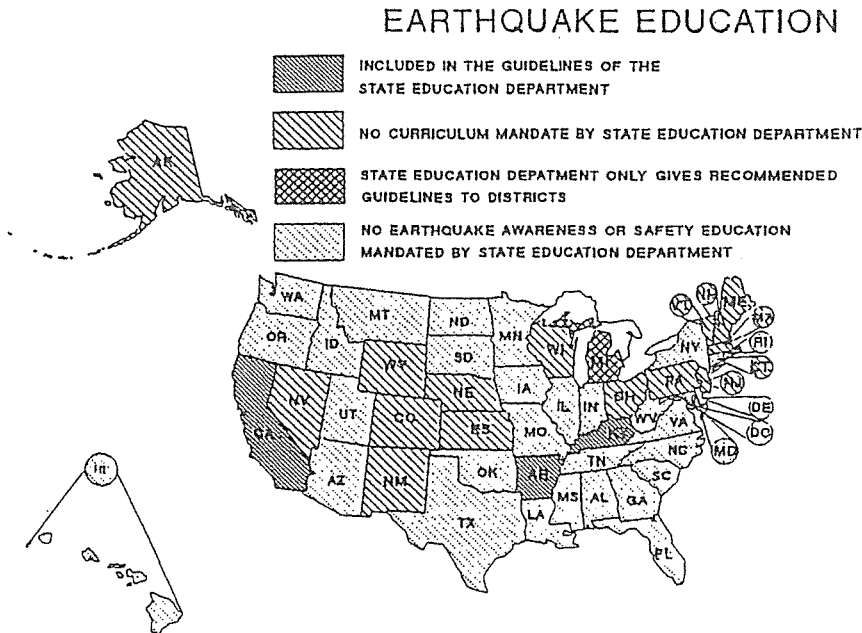 EARTHQUAKE EDUCATION
INCLUDED IN THE GUIDELINES OF THE
STATE EDUCATION DEPARTMENT
NO CURRICULUM MANDATE BY STATE EDUCATION DEPARTMENT
STATE EDUCATION DEPATMENT ONLY GIVES RECOMMENDED
GUIDELINES TO DISTRICTS
NO EARTHQUAKE AWARENESS OR SAFETY EDUCATION
MANDATED BY STATE EDUCATION DEPARTMENT
AK
WA
MT
ND
MN
VT
NH
ME
MA
OR
ID
SD
WI
MI
NY
RI
WY
CT
NV
NE
IA
PA
NJ
UT
CO
IL
IN
OH
DE
CA
KS
MO
KY
WV
VA
DC
MD
AZ
NM
OK
AR
TN
NC
SC
TX
MS
AL
GA
LA
FL
HI